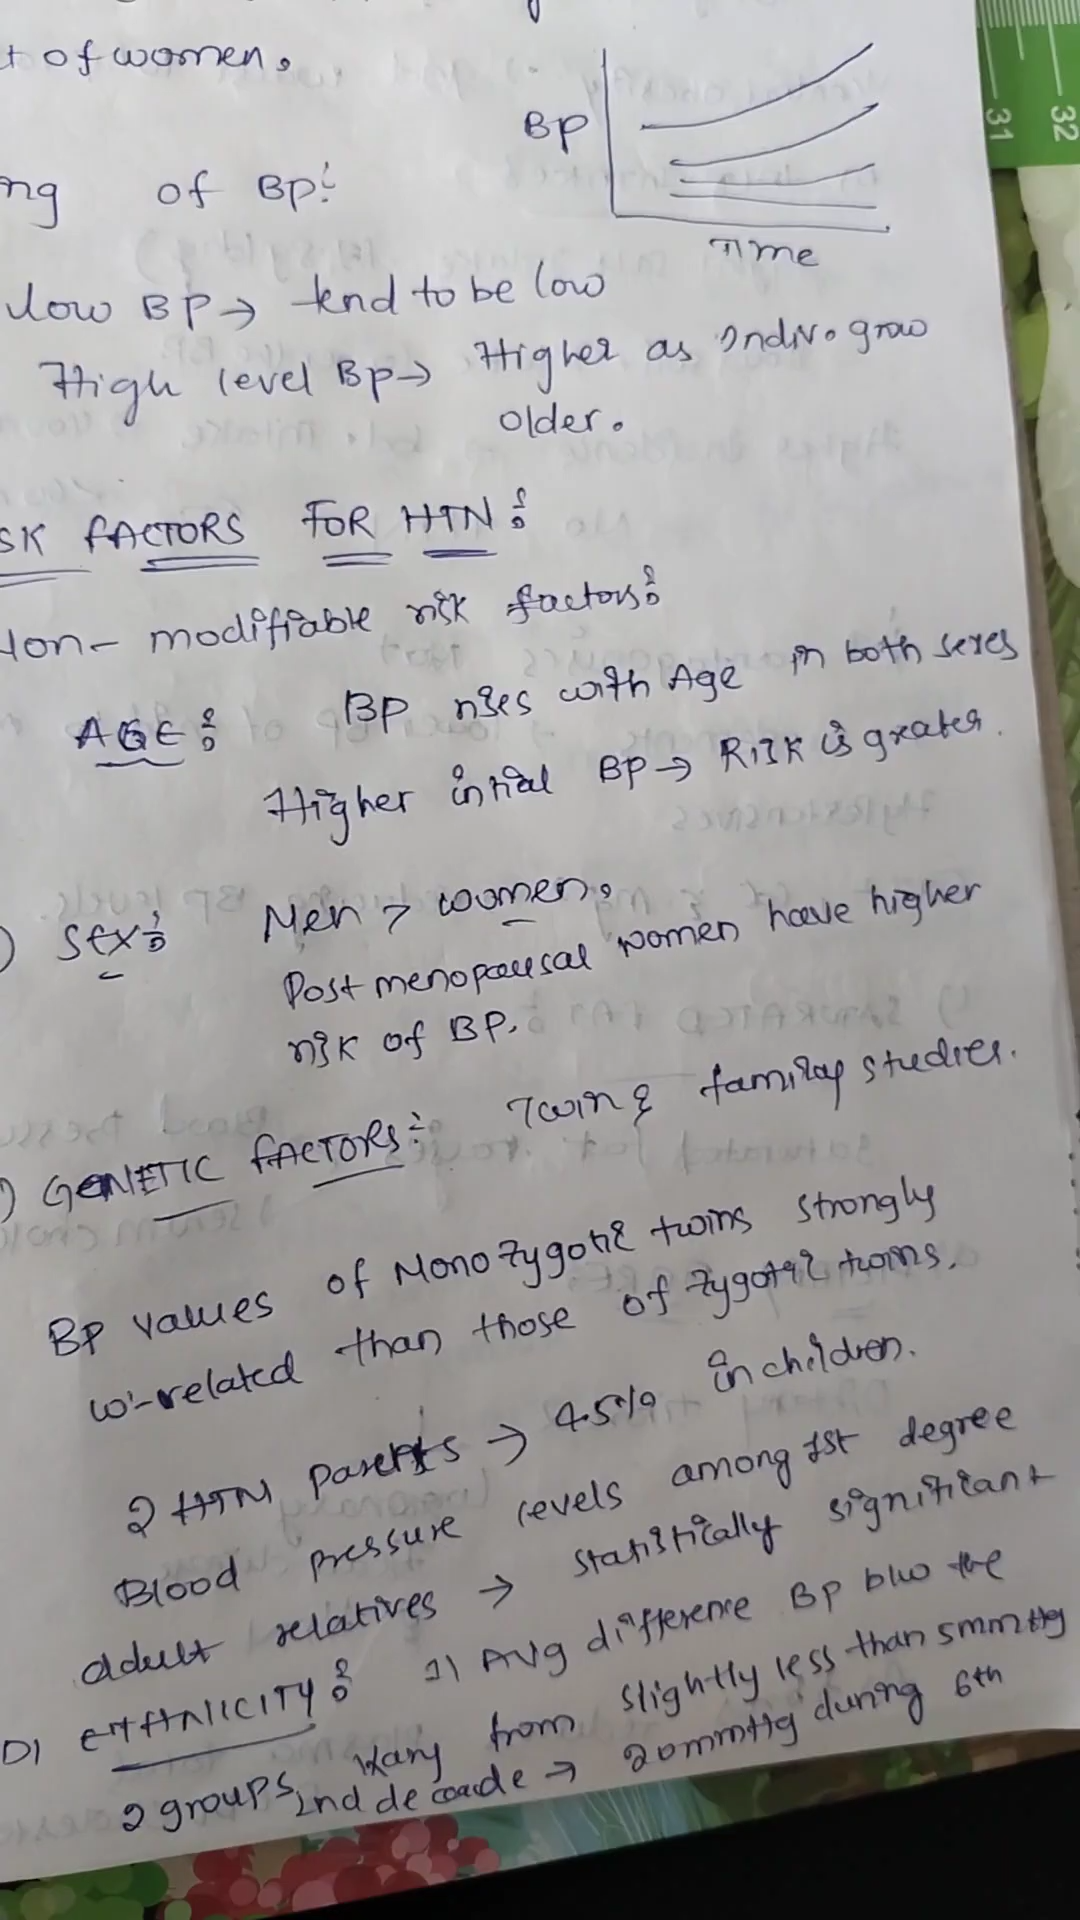 t of women.
BP
Time
ng of BP:
low BP → tend to be low
High level BP → Higher as Indiv. grow
older.
SK FACTORS FOR HTN:
Non- modifiable risk factors:
AGE: BP rises with Age in both sexes
Higher initial BP → Risk is greater.
) SEX: Men > women.
Post menopausal women have higher
risk of BP.
) GENETIC FACTORS: Twin & family studies.
BP values of Monozygotic twins strongly
co-related than those of zygotic twins.
2 HTN parents → 45% in children.
Blood pressure levels among 1st degree
adult relatives → statistically significant
D) ETHNICITY: 1) Avg difference BP b/w the
2 groups vary from slightly less than 5mmHg
2nd decade → 20mmHg during 6th
31
32